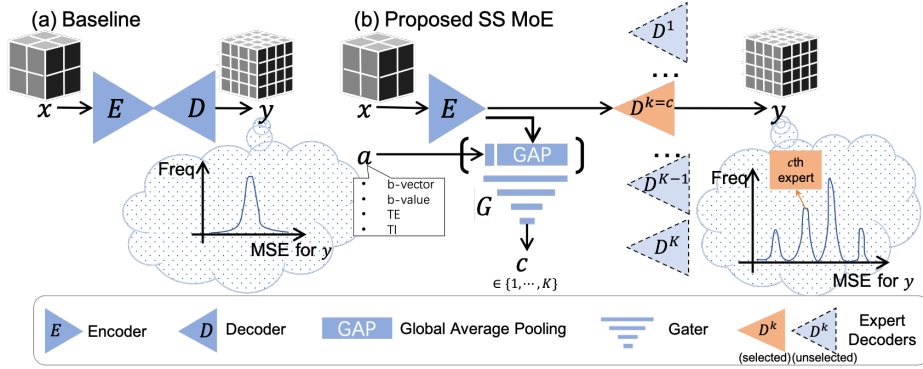 (a) Baseline
x
E
D
y
Freq
MSE for y
(b) Proposed SS MoE
x
E
a
• b-vector
• b-value
• TE
• TI
GAP
G
c
∈ {1, ⋯, K}
D^1
...
D^{k=c}
...
D^{K-1}
D^K
y
Freq
cth
expert
MSE for y
E Encoder
D Decoder
GAP Global Average Pooling
Gater
D^k D^k Expert
Decoders
(selected) (unselected)